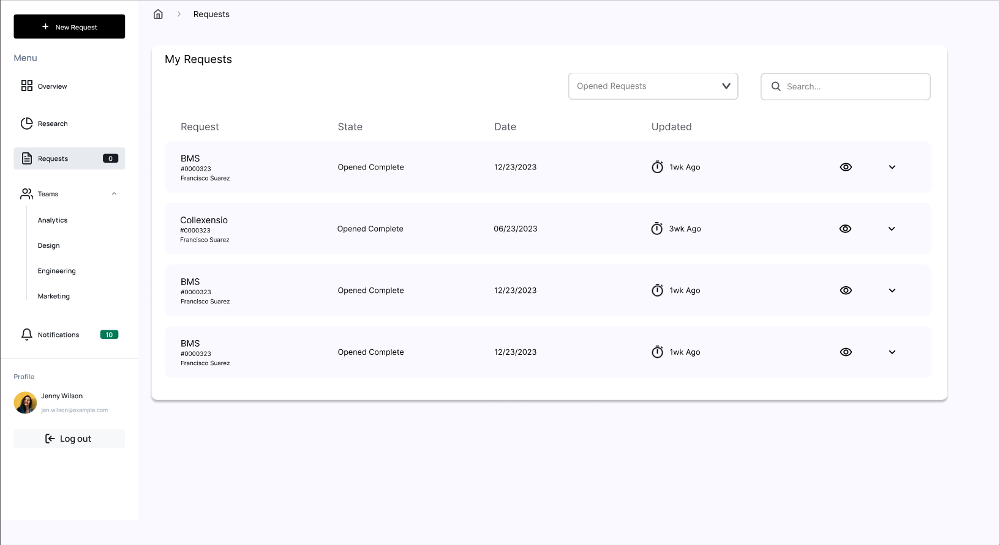 New Request
Menu
Overview
Research
Requests 0
Teams
Analytics
Design
Engineering
Marketing
Notifications 10
Profile
Jenny Wilson
jen.wilson@example.com
Log out
Requests
My Requests
Opened Requests
Search...
Request State Date Updated
BMS
#0000323
Francisco Suarez
Opened Complete 12/23/2023 1wk Ago
Collexensio
#0000323
Francisco Suarez
Opened Complete 06/23/2023 3wk Ago
BMS
#0000323
Francisco Suarez
Opened Complete 12/23/2023 1wk Ago
BMS
#0000323
Francisco Suarez
Opened Complete 12/23/2023 1wk Ago